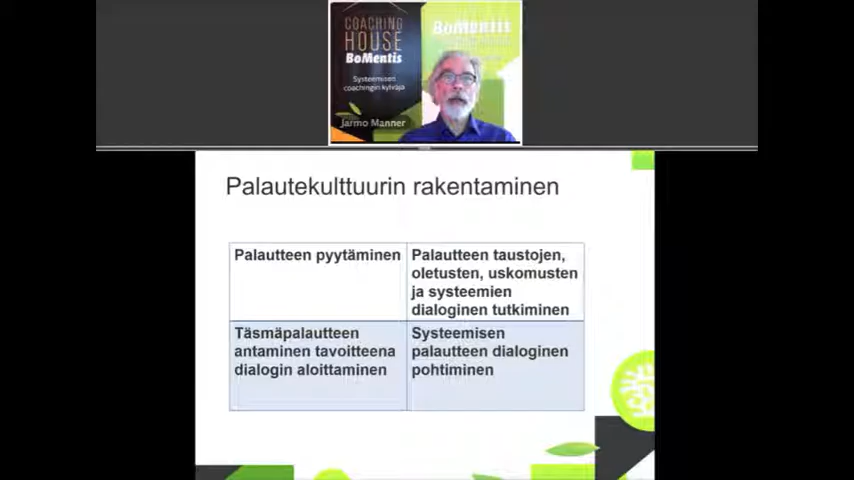 COACHING
HOUSE
BoMentis
Systeemisen
coachingin kylväjä
BoMentis
Jarmo Manner
Palautekulttuurin rakentaminen
Palautteen pyytäminen
Palautteen taustojen,
oletusten, uskomusten
ja systeemien
dialoginen tutkiminen
Täsmäpalautteen
antaminen tavoitteena
dialogin aloittaminen
Systeemisen
palautteen dialoginen
pohtiminen